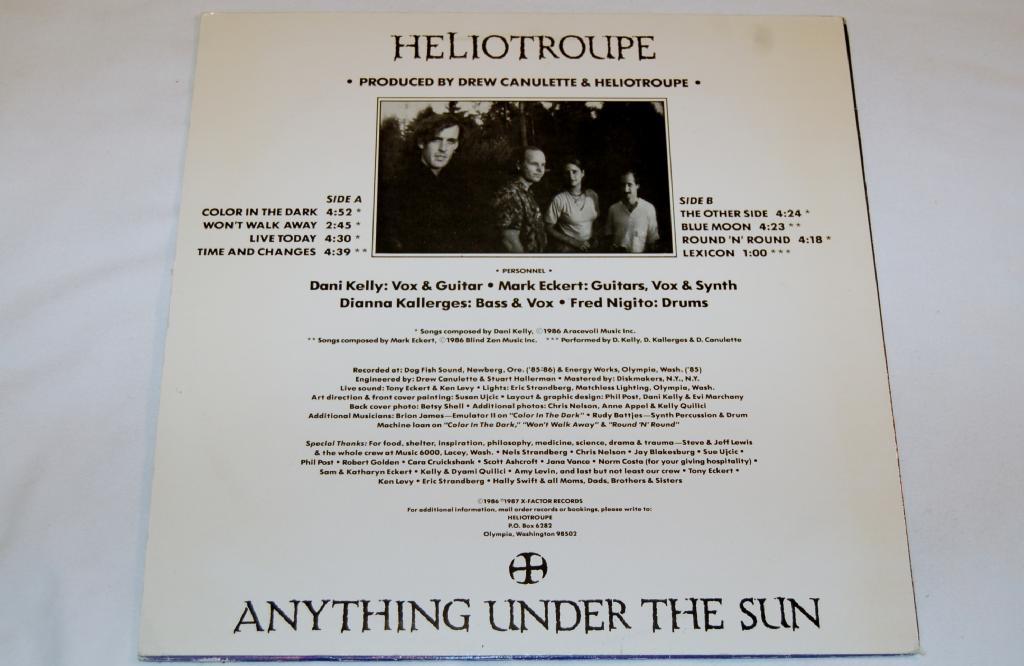 HELIOTROUPE
• PRODUCED BY DREW CANULETTE & HELIOTROUPE •
SIDE A
COLOR IN THE DARK 4:52 *
WON'T WALK AWAY 2:45 *
LIVE TODAY 4:30 *
TIME AND CHANGES 4:39 **
SIDE B
THE OTHER SIDE 4:24 *
BLUE MOON 4:23 **
ROUND 'N' ROUND 4:18 *
LEXICON 1:00 ***
• PERSONNEL •
Dani Kelly: Vox & Guitar • Mark Eckert: Guitars, Vox & Synth
Dianna Kallerges: Bass & Vox • Fred Nigito: Drums
* Songs composed by Dani Kelly, ©1986 Aracevoli Music Inc.
** Songs composed by Mark Eckert, ©1986 Blind Zen Music Inc. *** Performed by D. Kelly, D. Kallerges & D. Canulette
Recorded at: Dog Fish Sound, Newberg, Ore. ('85-'86) & Energy Works, Olympia, Wash. ('85)
Engineered by: Drew Canulette & Stuart Hallerman • Mastered by: Diskmakers, N.Y., N.Y.
Live sound: Tony Eckert & Ken Levy • Lights: Eric Strandberg, Matchless Lighting, Olympia, Wash.
Art direction & front cover painting: Susan Ujcic • Layout & graphic design: Phil Post, Dani Kelly & Evi Marchany
Back cover photo: Betsy Shell • Additional photos: Chris Nelson, Anne Appel & Kelly Quilici
Additional Musicians: Brion James—Emulator II on "Color In The Dark" • Rudy Battjes—Synth Percussion & Drum
Machine loan on "Color In The Dark," "Won't Walk Away" & "Round 'N' Round"
Special Thanks: For food, shelter, inspiration, philosophy, medicine, science, drama & trauma—Steve & Jeff Lewis
& the whole crew at Music 6000, Lacey, Wash. • Nels Strandberg • Chris Nelson • Jay Blakesburg • Sue Ujcic •
Phil Post • Robert Golden • Cara Cruickshank • Scott Ashcroft • Jana Vance • Norm Costa (for your giving hospitality) •
Sam & Katharyn Eckert • Kelly & Dyami Quilici • Amy Levin, and last but not least our crew • Tony Eckert •
Ken Levy • Eric Strandberg • Hally Swift & all Moms, Dads, Brothers & Sisters
©1986 ℗1987 X-FACTOR RECORDS
For additional information, mail order records or bookings, please write to:
HELIOTROUPE
P.O. Box 6282
Olympia, Washington 98502
ANYTHING UNDER THE SUN